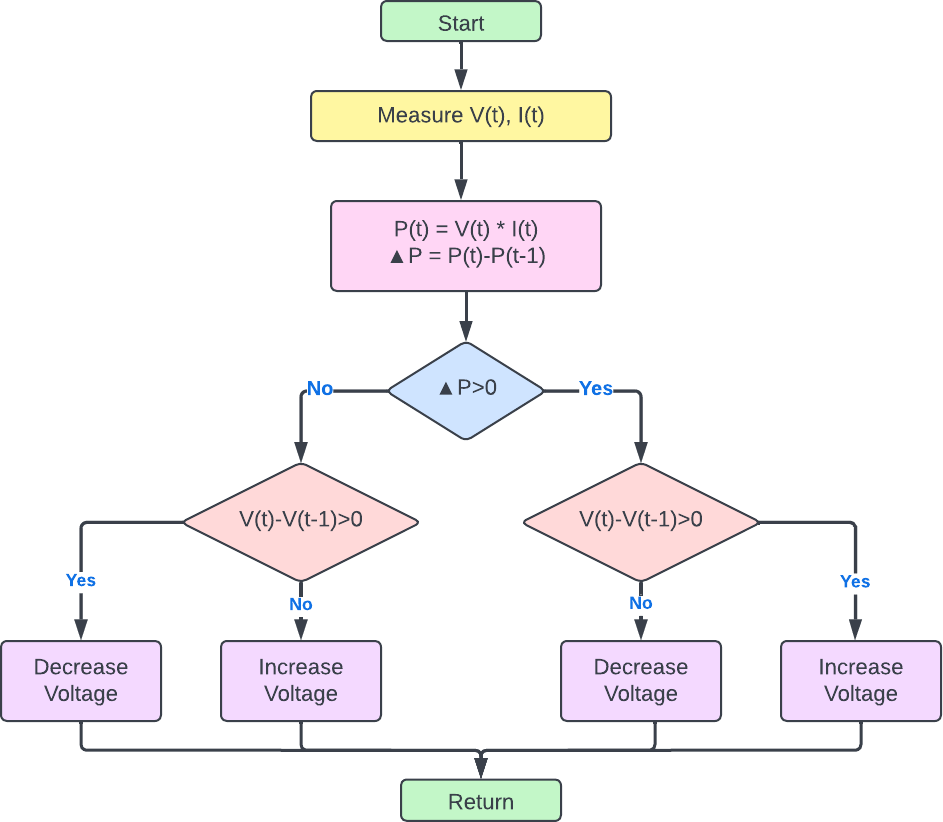 Start
Measure V(t), I(t)
P(t) = V(t) * I(t)
▲P = P(t)-P(t-1)
▲P>0
No
Yes
V(t)-V(t-1)>0
V(t)-V(t-1)>0
Yes
No
No
Yes
Decrease
Voltage
Increase
Voltage
Decrease
Voltage
Increase
Voltage
Return